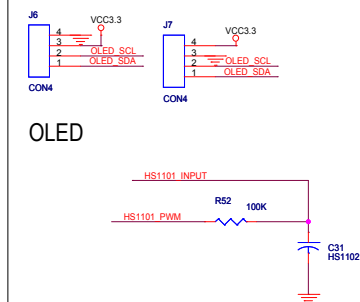 J6
VCC3.3
4
3
2 OLED_SCL
1 OLED_SDA
CON4
J7
VCC3.3
4
3
2 OLED_SCL
1 OLED_SDA
CON4
OLED
HS1101_INPUT
R52
100K
HS1101_PWM
C31
HS1102